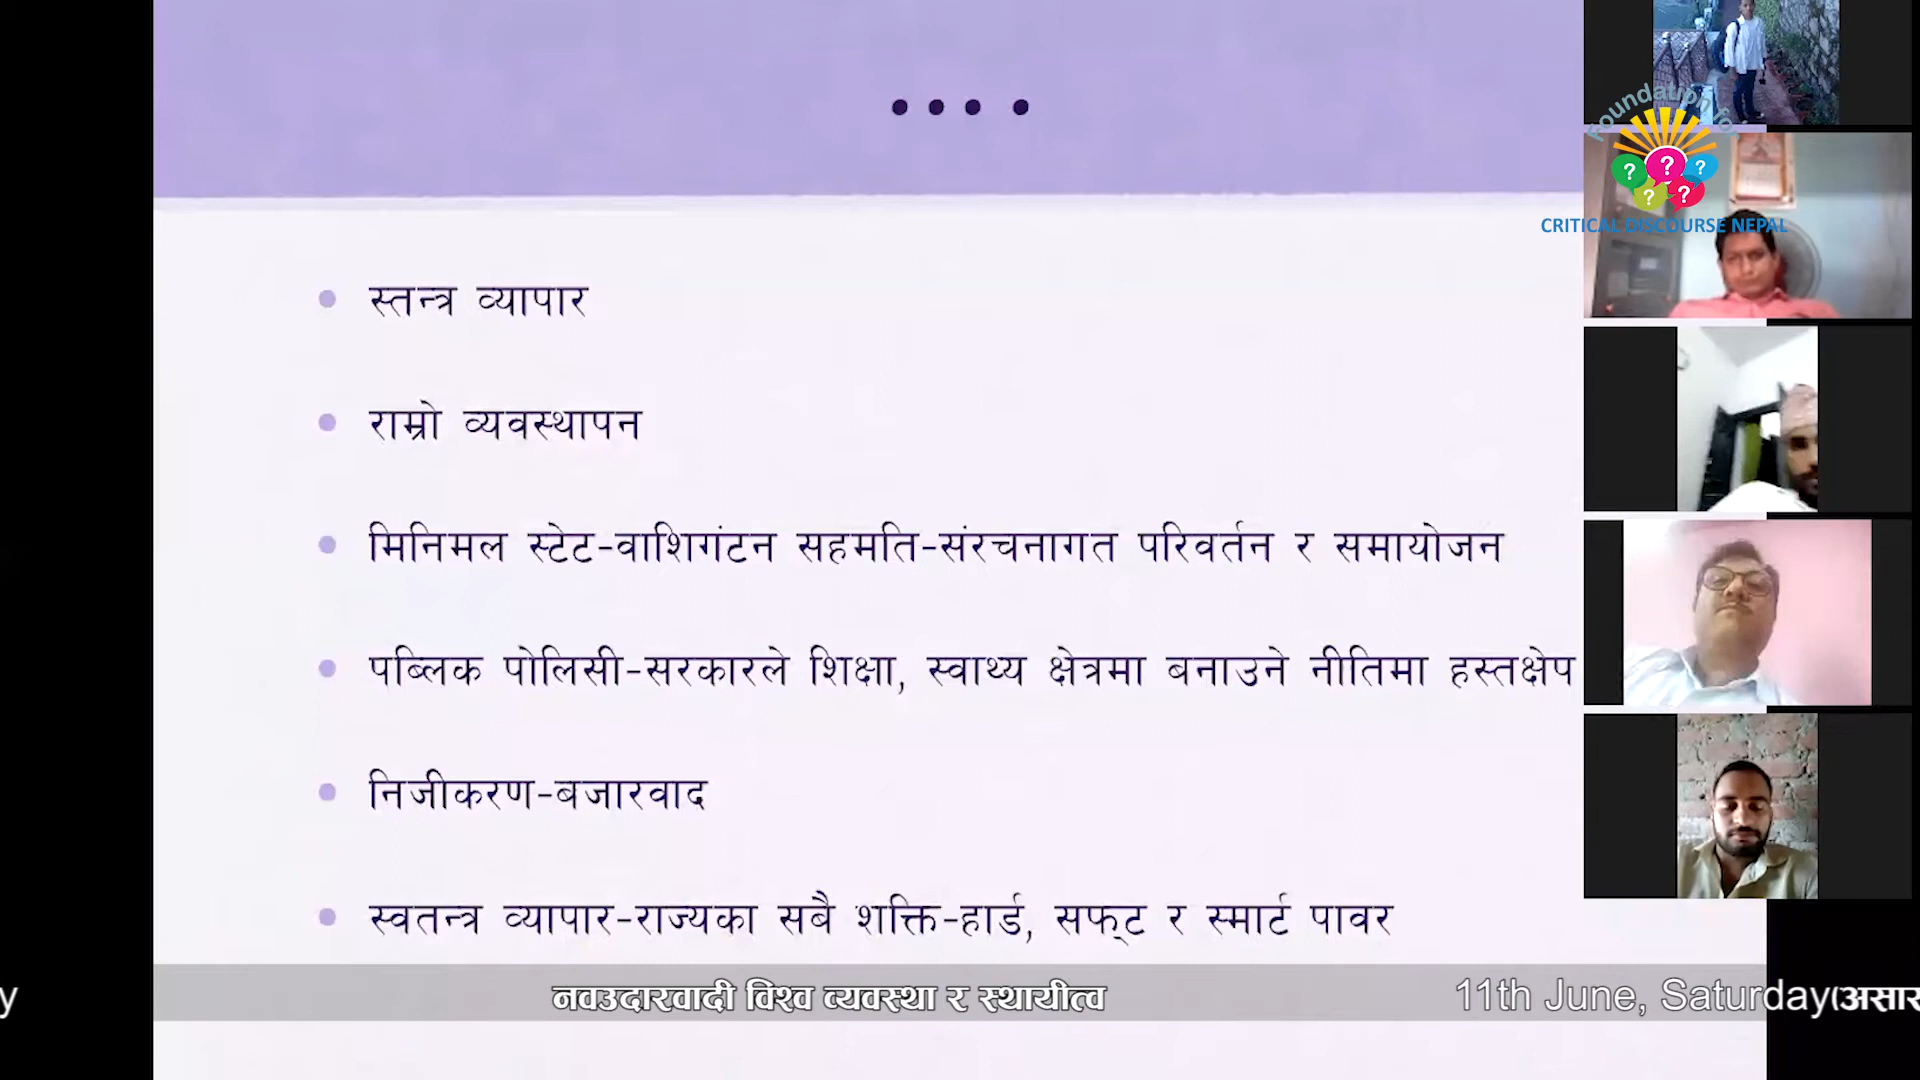 ....
Foundation for
CRITICAL DISCOURSE NEPAL
स्तन्त्र व्यापार
राम्रो व्यवस्थापन
मिनिमल स्टेट-वाशिगंटन सहमति-संरचनागत परिवर्तन र समायोजन
पब्लिक पोलिसी-सरकारले शिक्षा, स्वाथ्य क्षेत्रमा बनाउने नीतिमा हस्तक्षेप
निजीकरण-बजारवाद
स्वतन्त्र व्यापार-राज्यका सबै शक्ति-हार्ड, सफ्ट र स्मार्ट पावर
y नवउदारवादी विश्व व्यवस्था र स्थायीत्व 11th June, Saturday